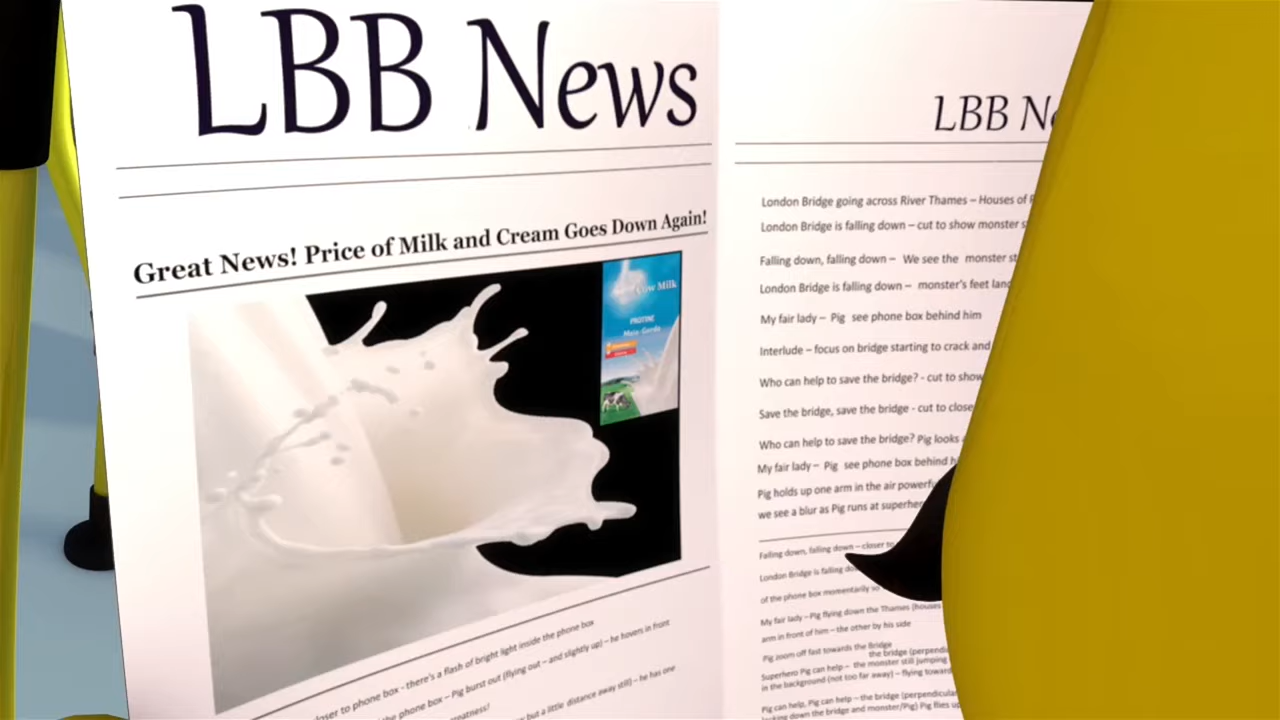 LBB News
Great News! Price of Milk and Cream Goes Down Again!
Cow Milk
PROTINE
closer to phone box - there's a flash of bright light inside the phone box
the phone box – Pig burst out (flying out – and slightly up) – he hovers in front
greatness!
but a little distance away still) – he has one
LBB
London Bridge going across River Thames – Houses of
London Bridge is falling down – cut to show monster
Falling down, falling down – We see the monster
London Bridge is falling down – monster's feet
My fair lady – Pig see phone box behind him
Interlude – focus on bridge starting to crack and
Who can help to save the bridge? - cut to show
Save the bridge, save the bridge - cut to close
Who can help to save the bridge? Pig looks
My fair lady – Pig see phone box behind
Pig holds up one arm in the air
we see a blur as Pig runs at
Falling down, falling down – closer to
London Bridge is falling
of the phone box momentarily
My fair lady – Pig flying down the Thames (houses
arm in front of him – the other by his side
Pig zoom off fast towards the Bridge
the bridge
Superhero Pig can help – the monster still jumping
in the background (not too far away) – flying
Pig can help, Pig can help – the bridge
down the bridge and monster/Pig) Pig flies